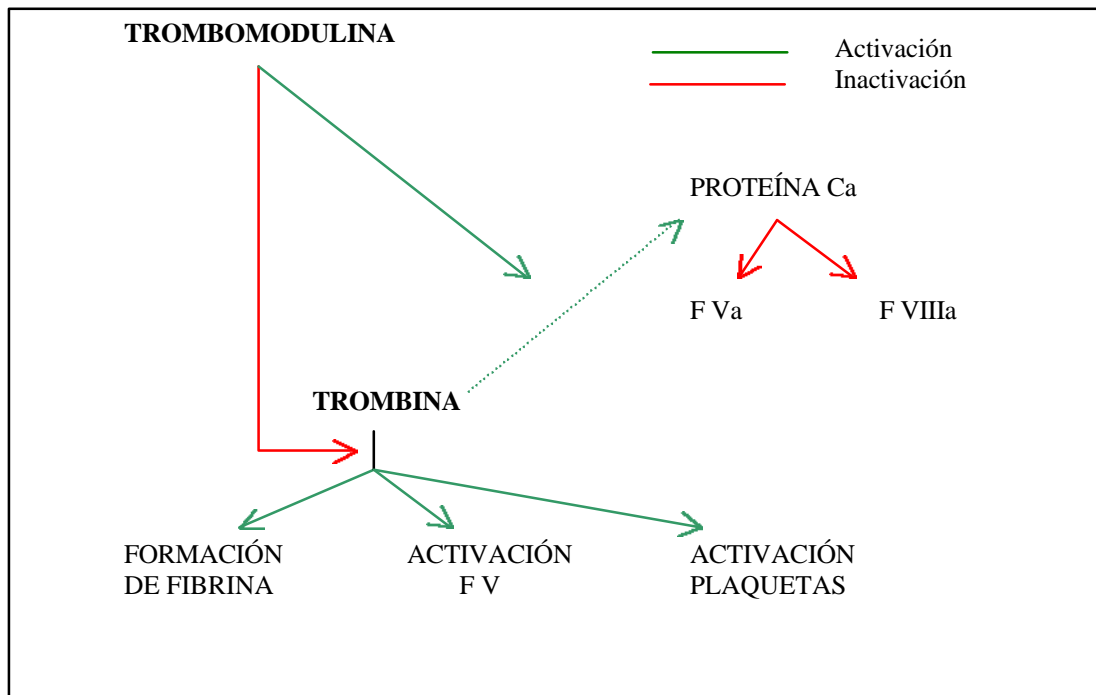 TROMBOMODULINA
Activación
Inactivación
PROTEÍNA Ca
F Va
F VIIIa
TROMBINA
FORMACIÓN
DE FIBRINA
ACTIVACIÓN
F V
ACTIVACIÓN
PLAQUETAS